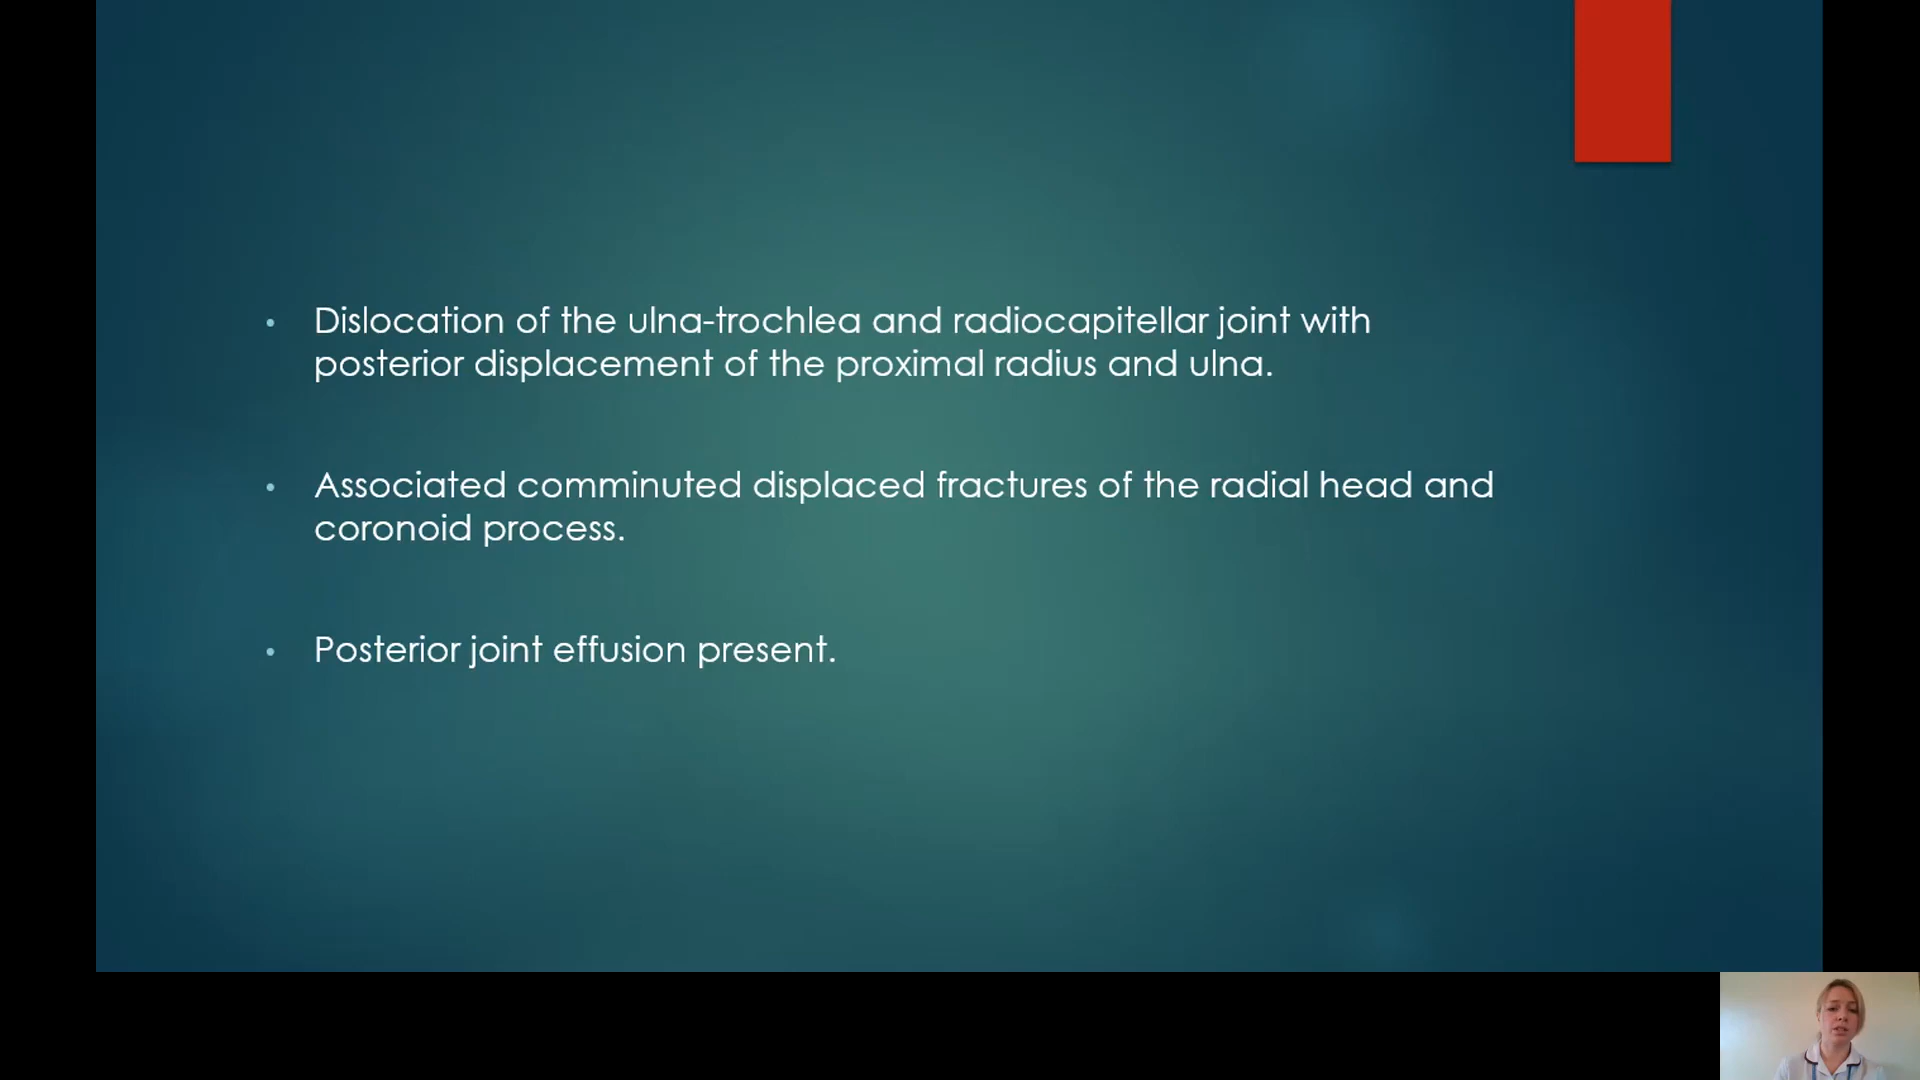 • Dislocation of the ulna-trochlea and radiocapitellar joint with
posterior displacement of the proximal radius and ulna.
• Associated comminuted displaced fractures of the radial head and
coronoid process.
• Posterior joint effusion present.